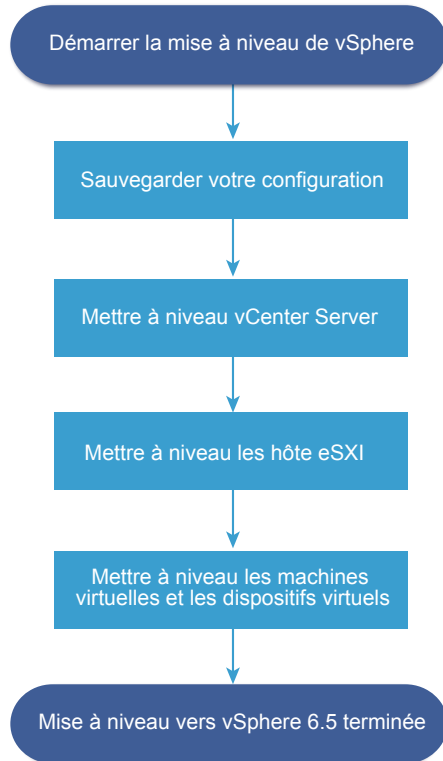 Démarrer la mise à niveau de vSphere
Sauvegarder votre configuration
Mettre à niveau vCenter Server
Mettre à niveau les hôte eSXI
Mettre à niveau les machines
virtuelles et les dispositifs virtuels
Mise à niveau vers vSphere 6.5 terminée